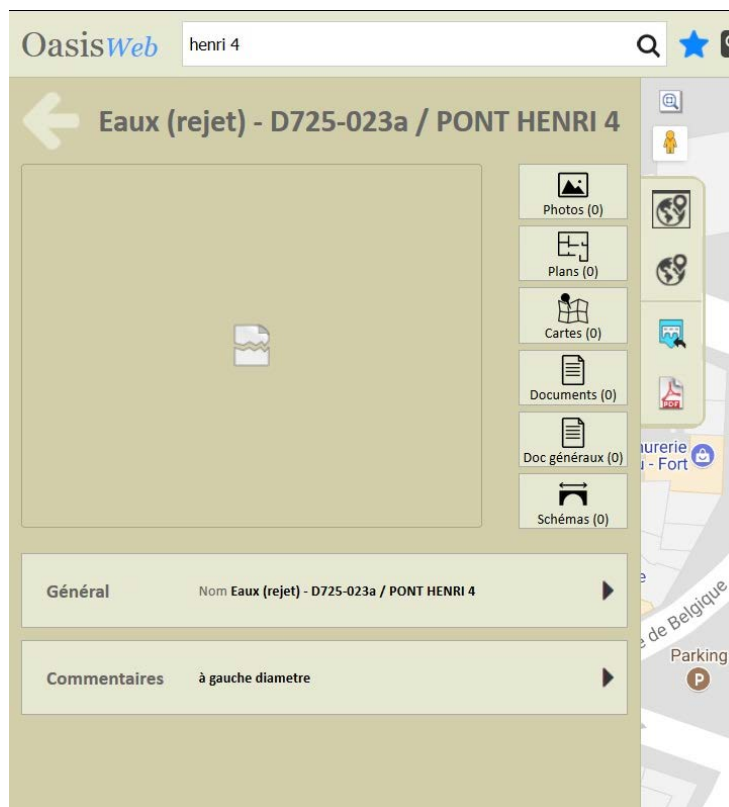 OasisWeb henri 4
Eaux (rejet) - D725-023a / PONT HENRI 4
Photos (0)
Plans (0)
Cartes (0)
Documents (0)
Doc généraux (0)
Schémas (0)
Général Nom Eaux (rejet) - D725-023a / PONT HENRI 4
Commentaires à gauche diametre
PDF
- Fort
de Belgique
Parking
P